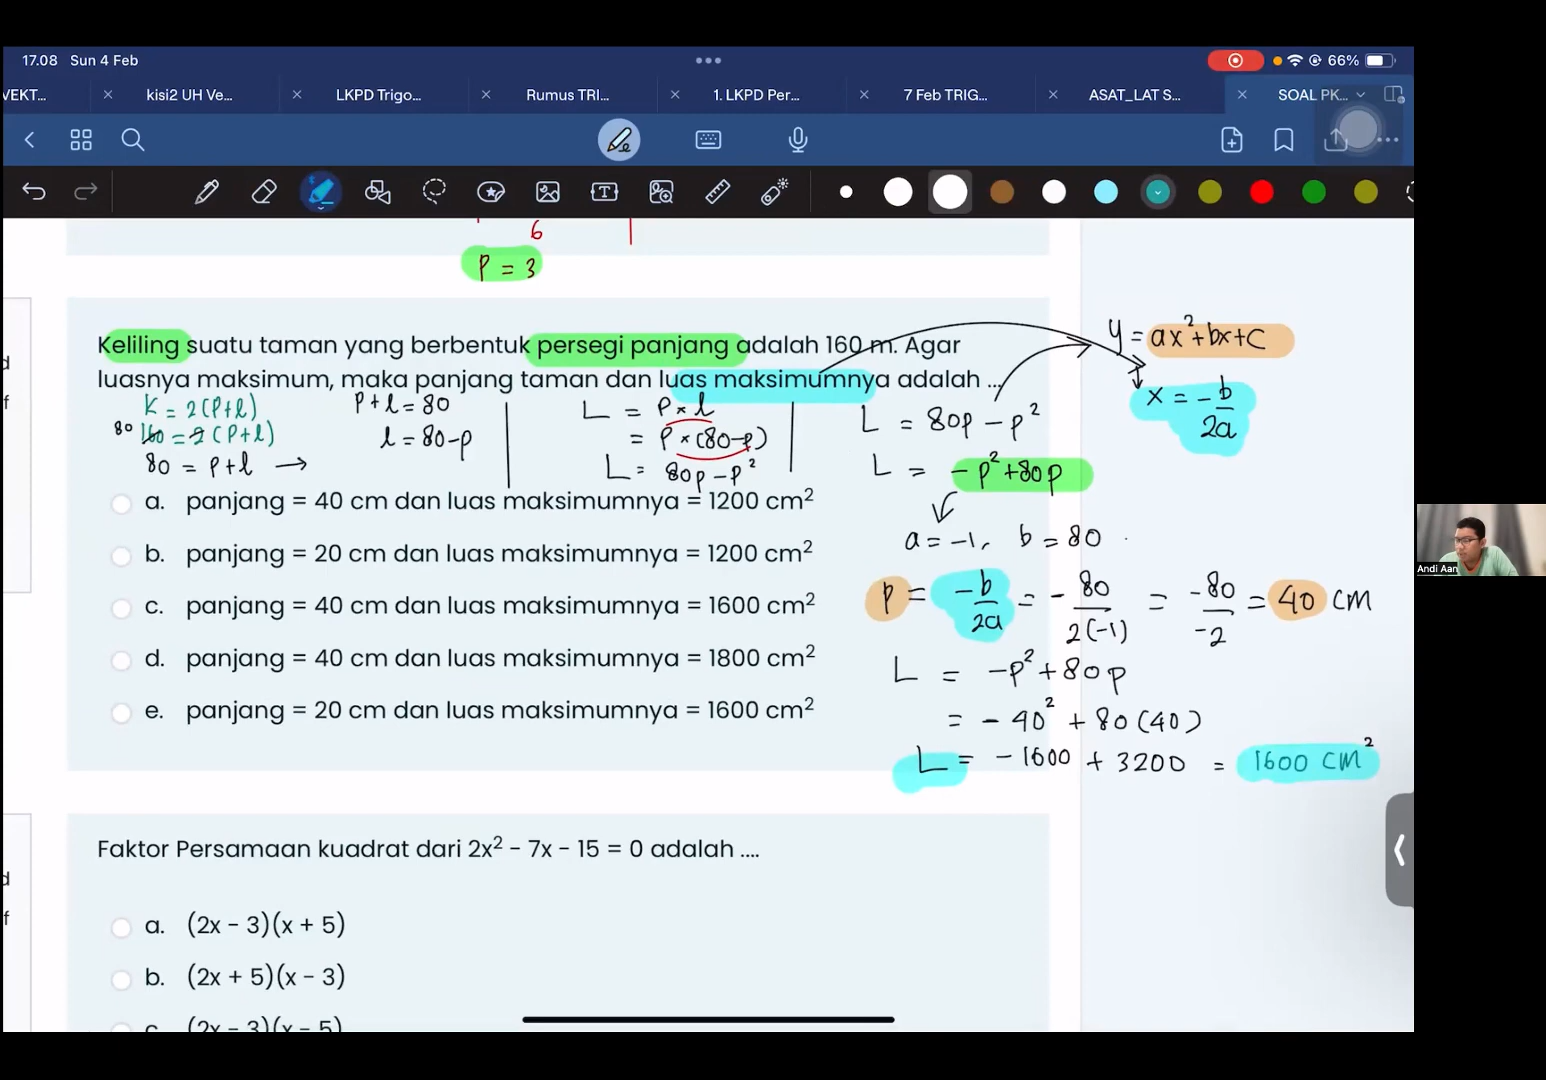 17.08 Sun 4 Feb
66%
VEKT...
kisi2 UH Ve...
LKPD Trigo...
Rumus TRI...
1. LKPD Per...
7 Feb TRIG...
ASAT_LAT S...
SOAL PK...
6
P = 3
Keliling suatu taman yang berbentuk persegi panjang adalah 160 m. Agar
luasnya maksimum, maka panjang taman dan luas maksimumnya adalah ...
K = 2(P+l)
80 160 = 2 (P+l)
80 = P+l →
P+l = 80
l = 80-p
L = P x l
= P x (80-p)
L = 80p - p²
L = 80p - p²
L = -p² + 80p
y = ax² + bx + c
x = -b/2a
a = -1, b = 80
P = -b/2a = -80/2(-1) = -80/-2 = 40 cm
L = -p² + 80p
= -40² + 80(40)
L = -1600 + 3200 = 1600 cm²
a. panjang = 40 cm dan luas maksimumnya = 1200 cm²
b. panjang = 20 cm dan luas maksimumnya = 1200 cm²
c. panjang = 40 cm dan luas maksimumnya = 1600 cm²
d. panjang = 40 cm dan luas maksimumnya = 1800 cm²
e. panjang = 20 cm dan luas maksimumnya = 1600 cm²
Andi Aan
Faktor Persamaan kuadrat dari 2x² - 7x - 15 = 0 adalah ....
a. (2x - 3)(x + 5)
b. (2x + 5)(x - 3)
c. (2x - 3)(x - 5)